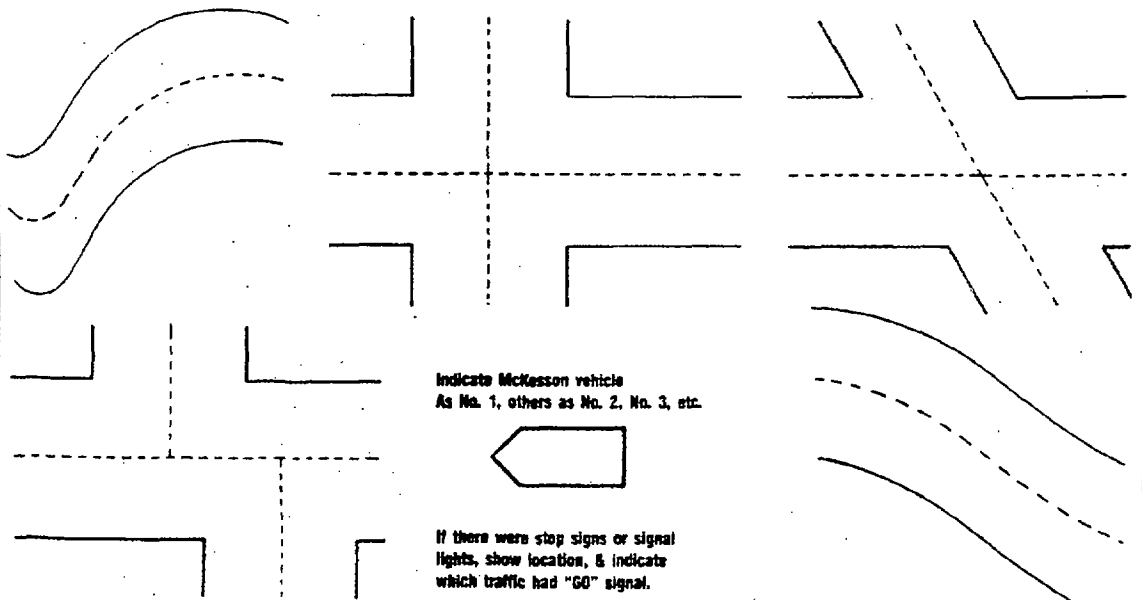 Indicate McKesson vehicle
As No. 1, others as No. 2, No. 3, etc.
If there were stop signs or signal
lights, show location, & indicate
which traffic had "GO" signal.